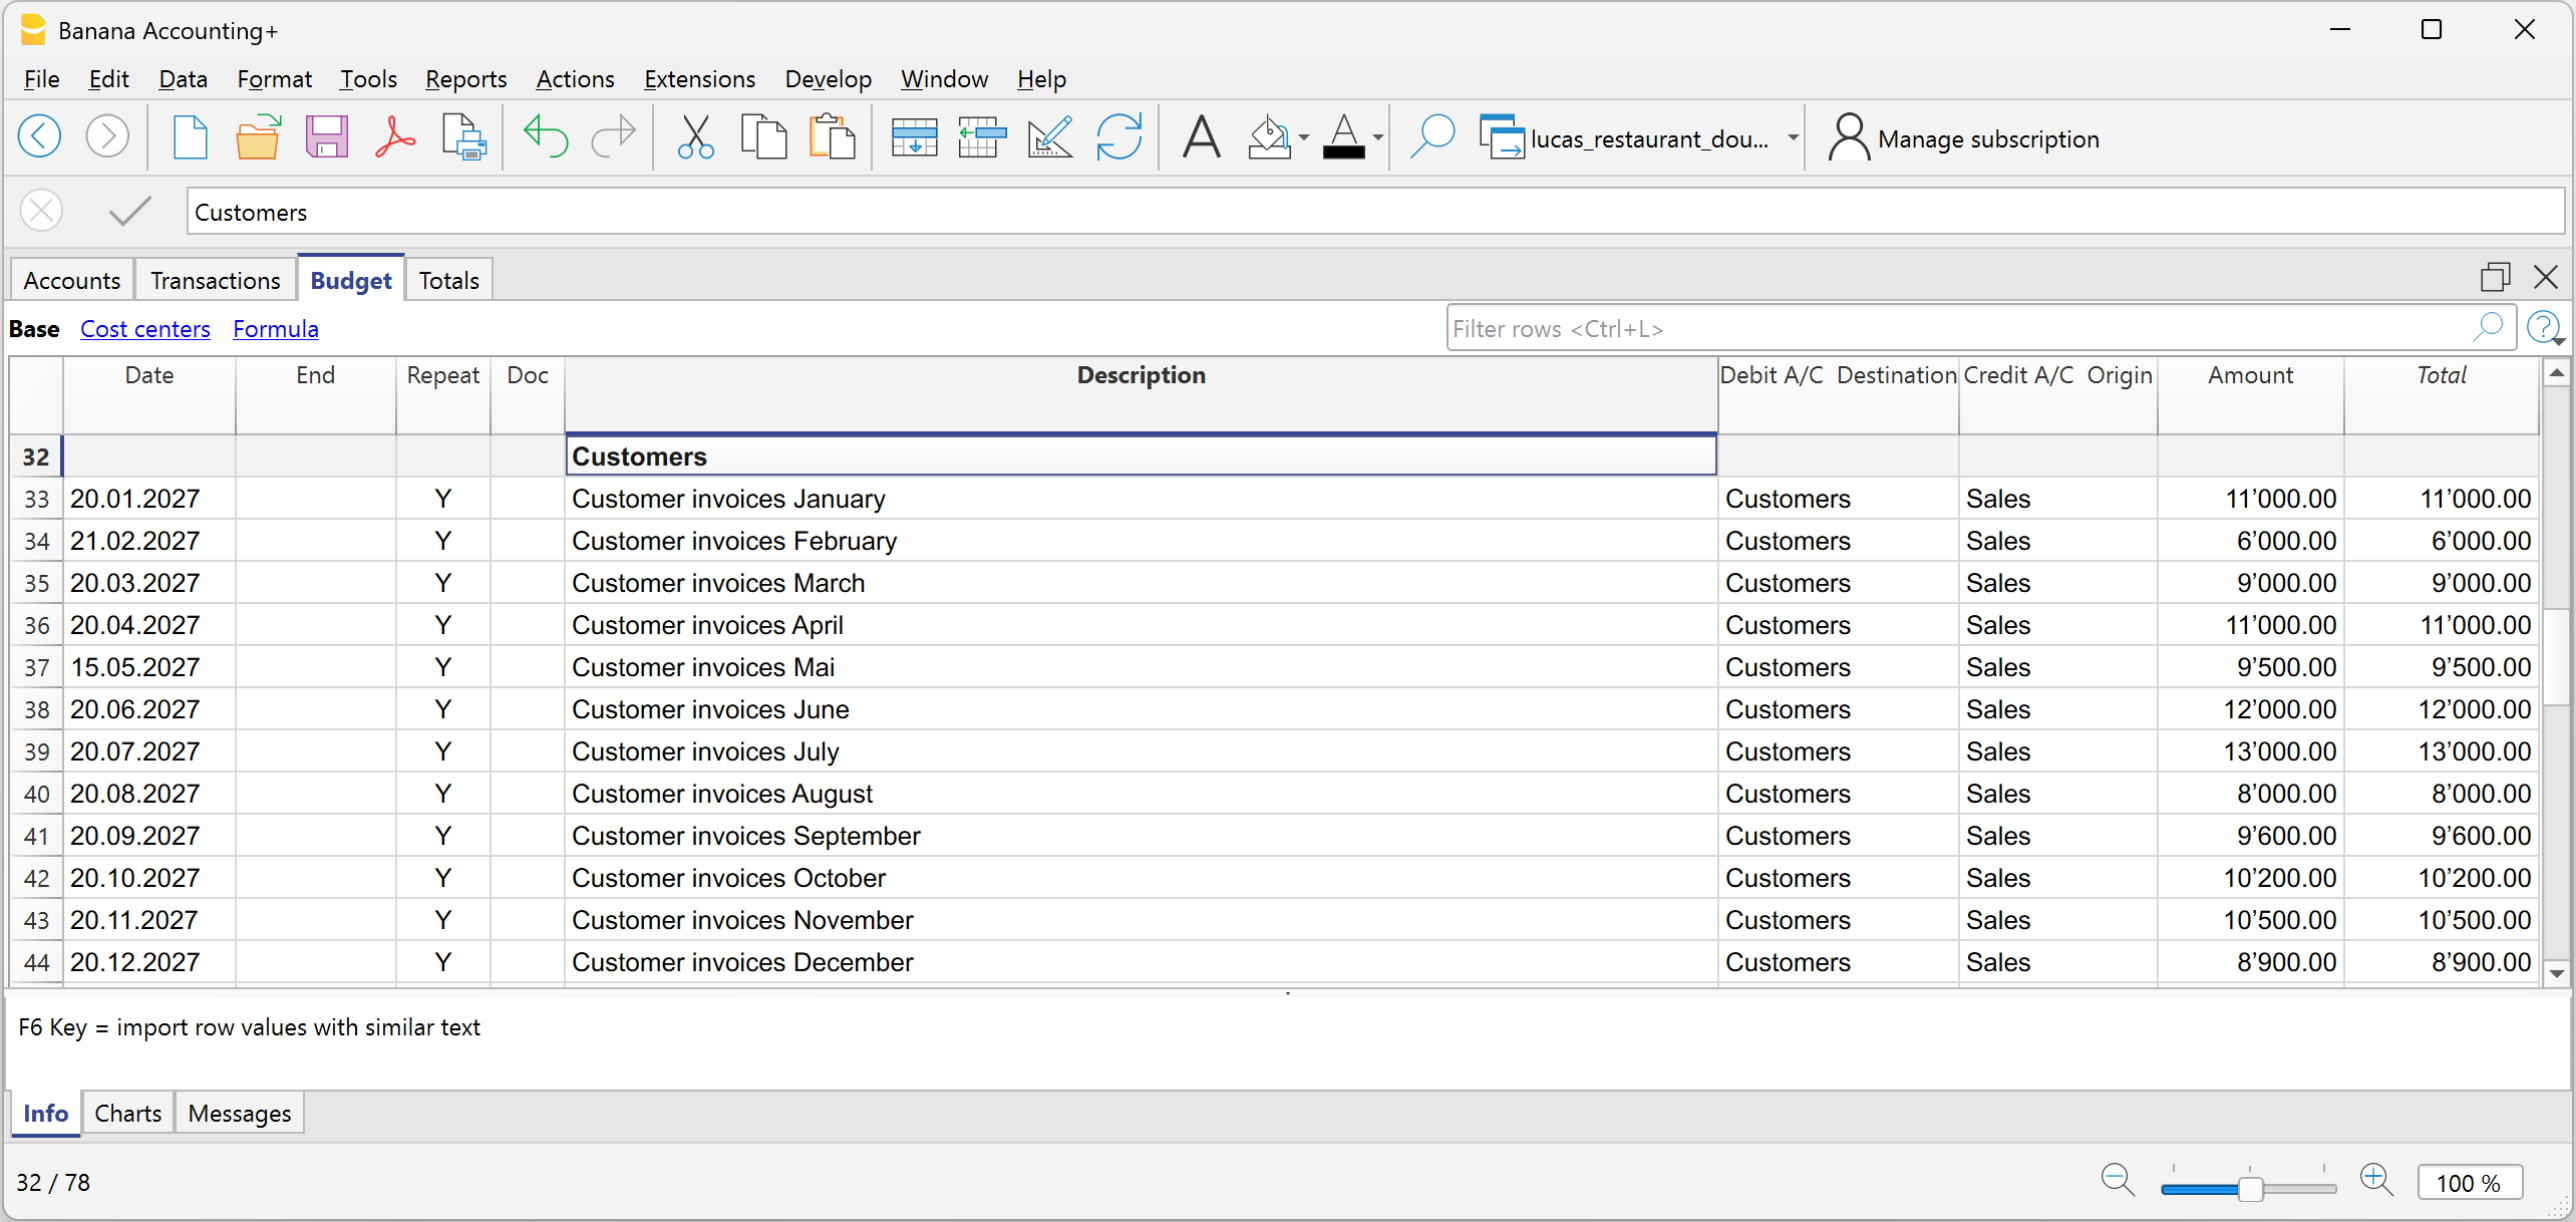 Banana Accounting+
File Edit Data Format Tools Reports Actions Extensions Develop Window Help
lucas_restaurant_dou... Manage subscription
Customers
Accounts Transactions Budget Totals
Base Cost centers Formula Filter rows <Ctrl+L>
Date End Repeat Doc Description Debit A/C Destination Credit A/C Origin Amount Total
32 Customers
33 20.01.2027 Y Customer invoices January Customers Sales 11’000.00 11’000.00
34 21.02.2027 Y Customer invoices February Customers Sales 6’000.00 6’000.00
35 20.03.2027 Y Customer invoices March Customers Sales 9’000.00 9’000.00
36 20.04.2027 Y Customer invoices April Customers Sales 11’000.00 11’000.00
37 15.05.2027 Y Customer invoices Mai Customers Sales 9’500.00 9’500.00
38 20.06.2027 Y Customer invoices June Customers Sales 12’000.00 12’000.00
39 20.07.2027 Y Customer invoices July Customers Sales 13’000.00 13’000.00
40 20.08.2027 Y Customer invoices August Customers Sales 8’000.00 8’000.00
41 20.09.2027 Y Customer invoices September Customers Sales 9’600.00 9’600.00
42 20.10.2027 Y Customer invoices October Customers Sales 10’200.00 10’200.00
43 20.11.2027 Y Customer invoices November Customers Sales 10’500.00 10’500.00
44 20.12.2027 Y Customer invoices December Customers Sales 8’900.00 8’900.00
F6 Key = import row values with similar text
Info Charts Messages
32 / 78 100 %